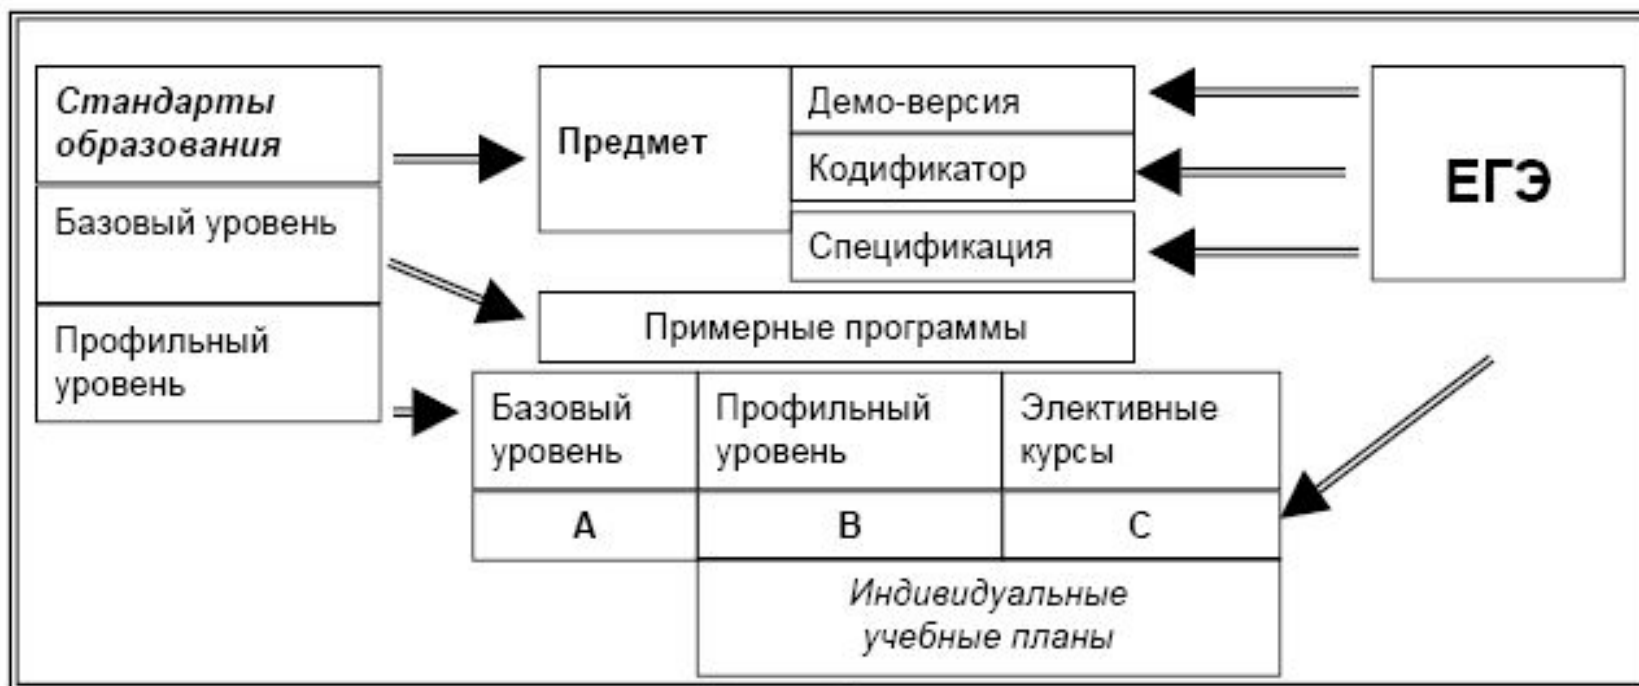 Стандарты
образования
Базовый уровень
Профильный
уровень
Предмет
Демо-версия
Кодификатор
Спецификация
ЕГЭ
Примерные программы
Базовый
уровень
Профильный
уровень
Элективные
курсы
А
В
С
Индивидуальные
учебные планы